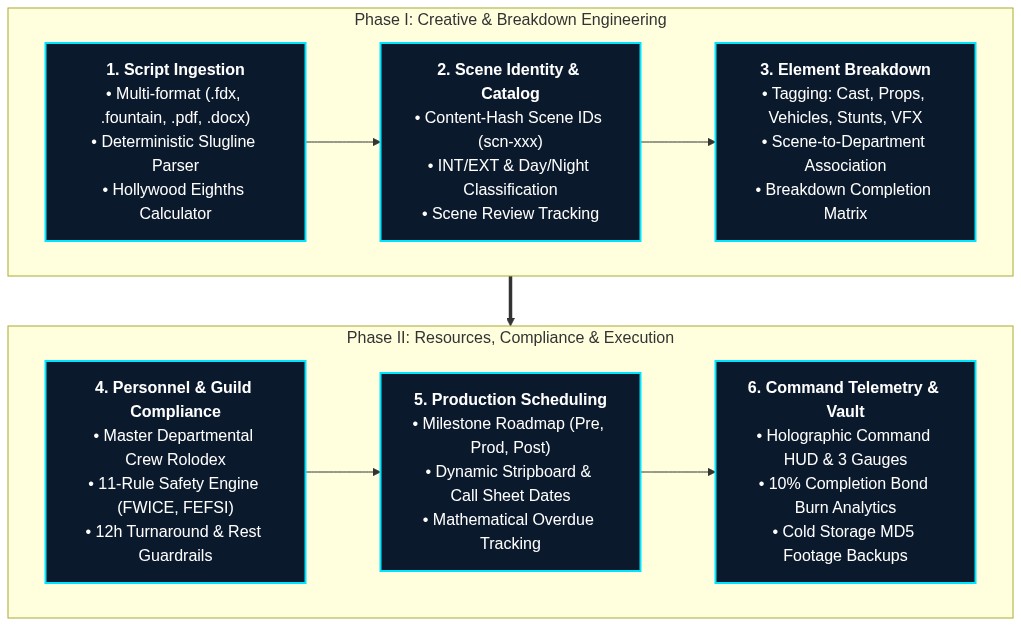 Phase I: Creative & Breakdown Engineering
1. Script Ingestion
• Multi-format (.fdx,
.fountain, .pdf, .docx)
• Deterministic Slugline
Parser
• Hollywood Eighths
Calculator
2. Scene Identity &
Catalog
• Content-Hash Scene IDs
(scn-xxx)
• INT/EXT & Day/Night
Classification
• Scene Review Tracking
3. Element Breakdown
• Tagging: Cast, Props,
Vehicles, Stunts, VFX
• Scene-to-Department
Association
• Breakdown Completion
Matrix
Phase II: Resources, Compliance & Execution
4. Personnel & Guild
Compliance
• Master Departmental
Crew Rolodex
• 11-Rule Safety Engine
(FWICE, FEFSI)
• 12h Turnaround & Rest
Guardrails
5. Production Scheduling
• Milestone Roadmap (Pre,
Prod, Post)
• Dynamic Stripboard &
Call Sheet Dates
• Mathematical Overdue
Tracking
6. Command Telemetry &
Vault
• Holographic Command
HUD & 3 Gauges
• 10% Completion Bond
Burn Analytics
• Cold Storage MD5
Footage Backups